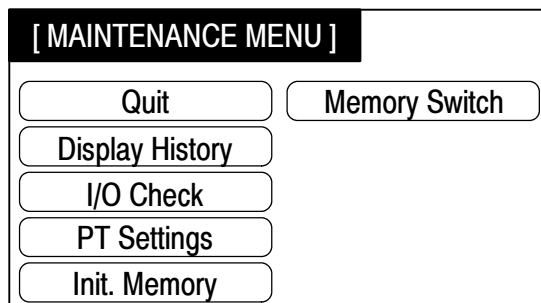 [ MAINTENANCE MENU ]
Quit
Memory Switch
Display History
I/O Check
PT Settings
Init. Memory